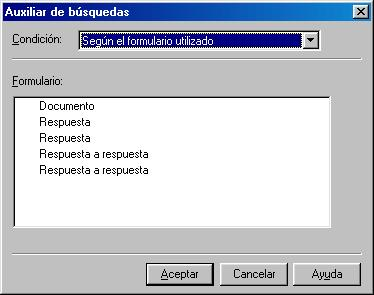 Auxiliar de búsquedas
Condición: Según el formulario utilizado
Formulario:
Documento
Respuesta
Respuesta
Respuesta a respuesta
Respuesta a respuesta
Aceptar Cancelar Ayuda